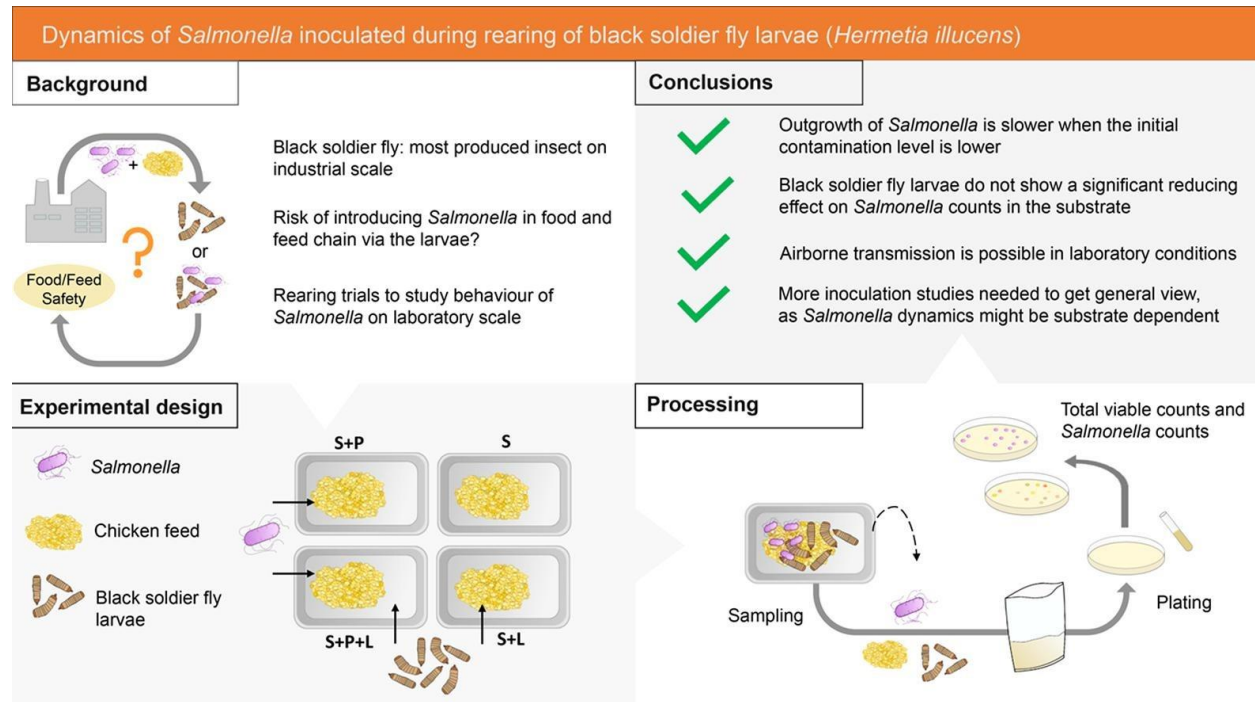 Dynamics of Salmonella inoculated during rearing of black soldier fly larvae (Hermetia illucens)
Background
+
or
?
Food/Feed
Safety
Black soldier fly: most produced insect on
industrial scale
Risk of introducing Salmonella in food and
feed chain via the larvae?
Rearing trials to study behaviour of
Salmonella on laboratory scale
Conclusions
Outgrowth of Salmonella is slower when the initial
contamination level is lower
Black soldier fly larvae do not show a significant reducing
effect on Salmonella counts in the substrate
Airborne transmission is possible in laboratory conditions
More inoculation studies needed to get general view,
as Salmonella dynamics might be substrate dependent
Experimental design
Salmonella
Chicken feed
Black soldier fly
larvae
S+P
S
S+P+L
S+L
Processing
Total viable counts and
Salmonella counts
Sampling
Plating